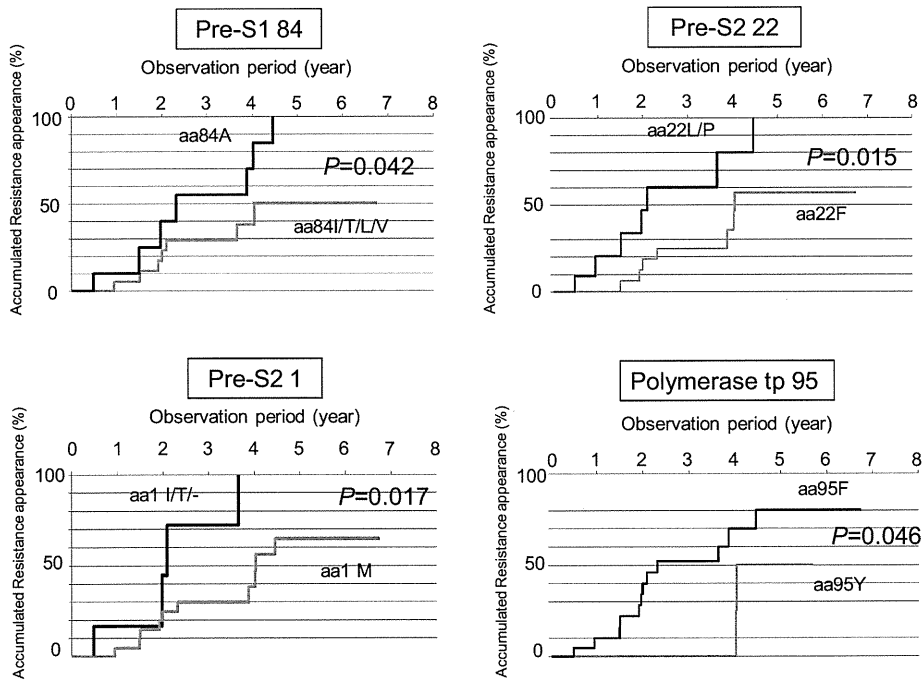 Pre-S1 84
Observation period (year)
0 1 2 3 4 5 6 7 8
Accumulated Resistance appearance (%)
100
50
0
aa84A
P=0.042
aa84I/T/L/V
Pre-S2 22
Observation period (year)
0 1 2 3 4 5 6 7 8
Accumulated Resistance appearance (%)
100
50
0
aa22L/P
P=0.015
aa22F
Pre-S2 1
Observation period (year)
0 1 2 3 4 5 6 7 8
Accumulated Resistance appearance (%)
100
50
0
aa1 I/T/-
P=0.017
aa1 M
Polymerase tp 95
Observation period (year)
0 1 2 3 4 5 6 7 8
Accumulated Resistance appearance (%)
100
50
0
aa95F
P=0.046
aa95Y